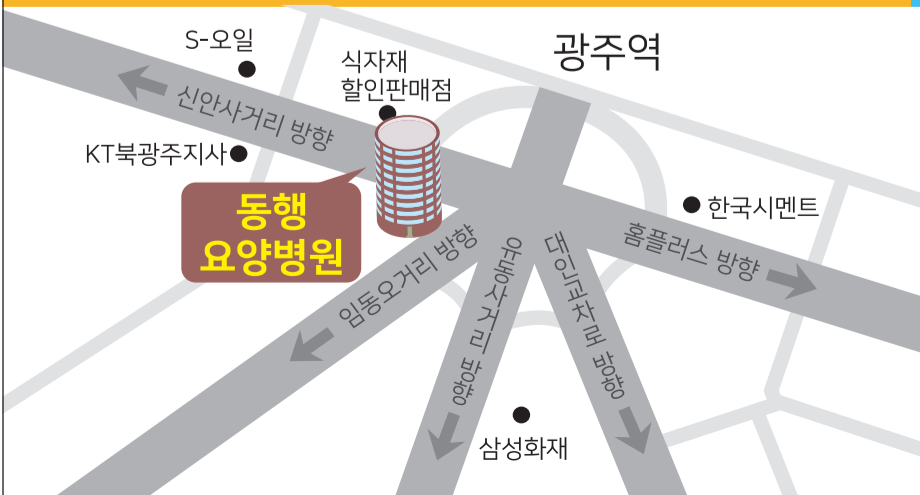 S-오일
식자재
할인판매점
광주역
신안사거리 방향
KT북광주지사
동행
요양병원
한국시멘트
홈플러스 방향
임동오거리 방향
유동사거리 방향
대인교차로 방향
삼성화재